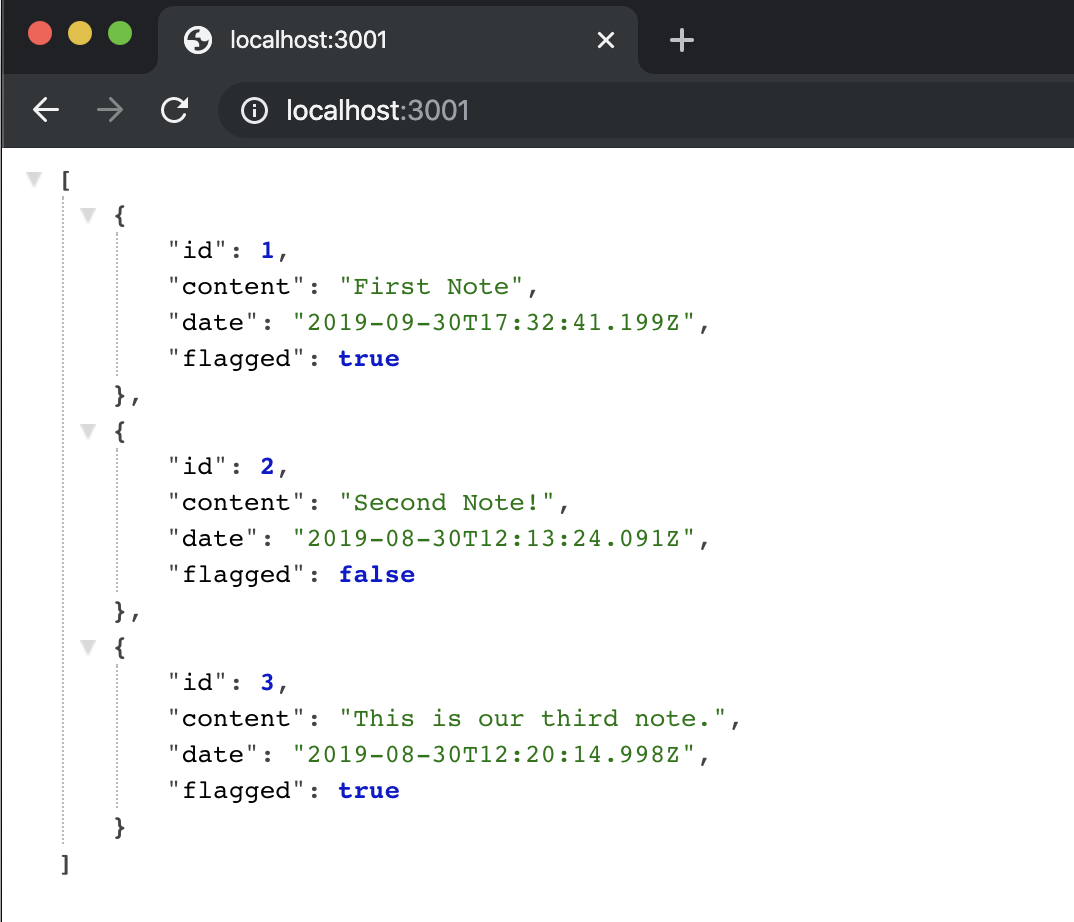 localhost:3001
localhost:3001
[
{
"id": 1,
"content": "First Note",
"date": "2019-09-30T17:32:41.199Z",
"flagged": true
},
{
"id": 2,
"content": "Second Note!",
"date": "2019-08-30T12:13:24.091Z",
"flagged": false
},
{
"id": 3,
"content": "This is our third note.",
"date": "2019-08-30T12:20:14.998Z",
"flagged": true
}
]